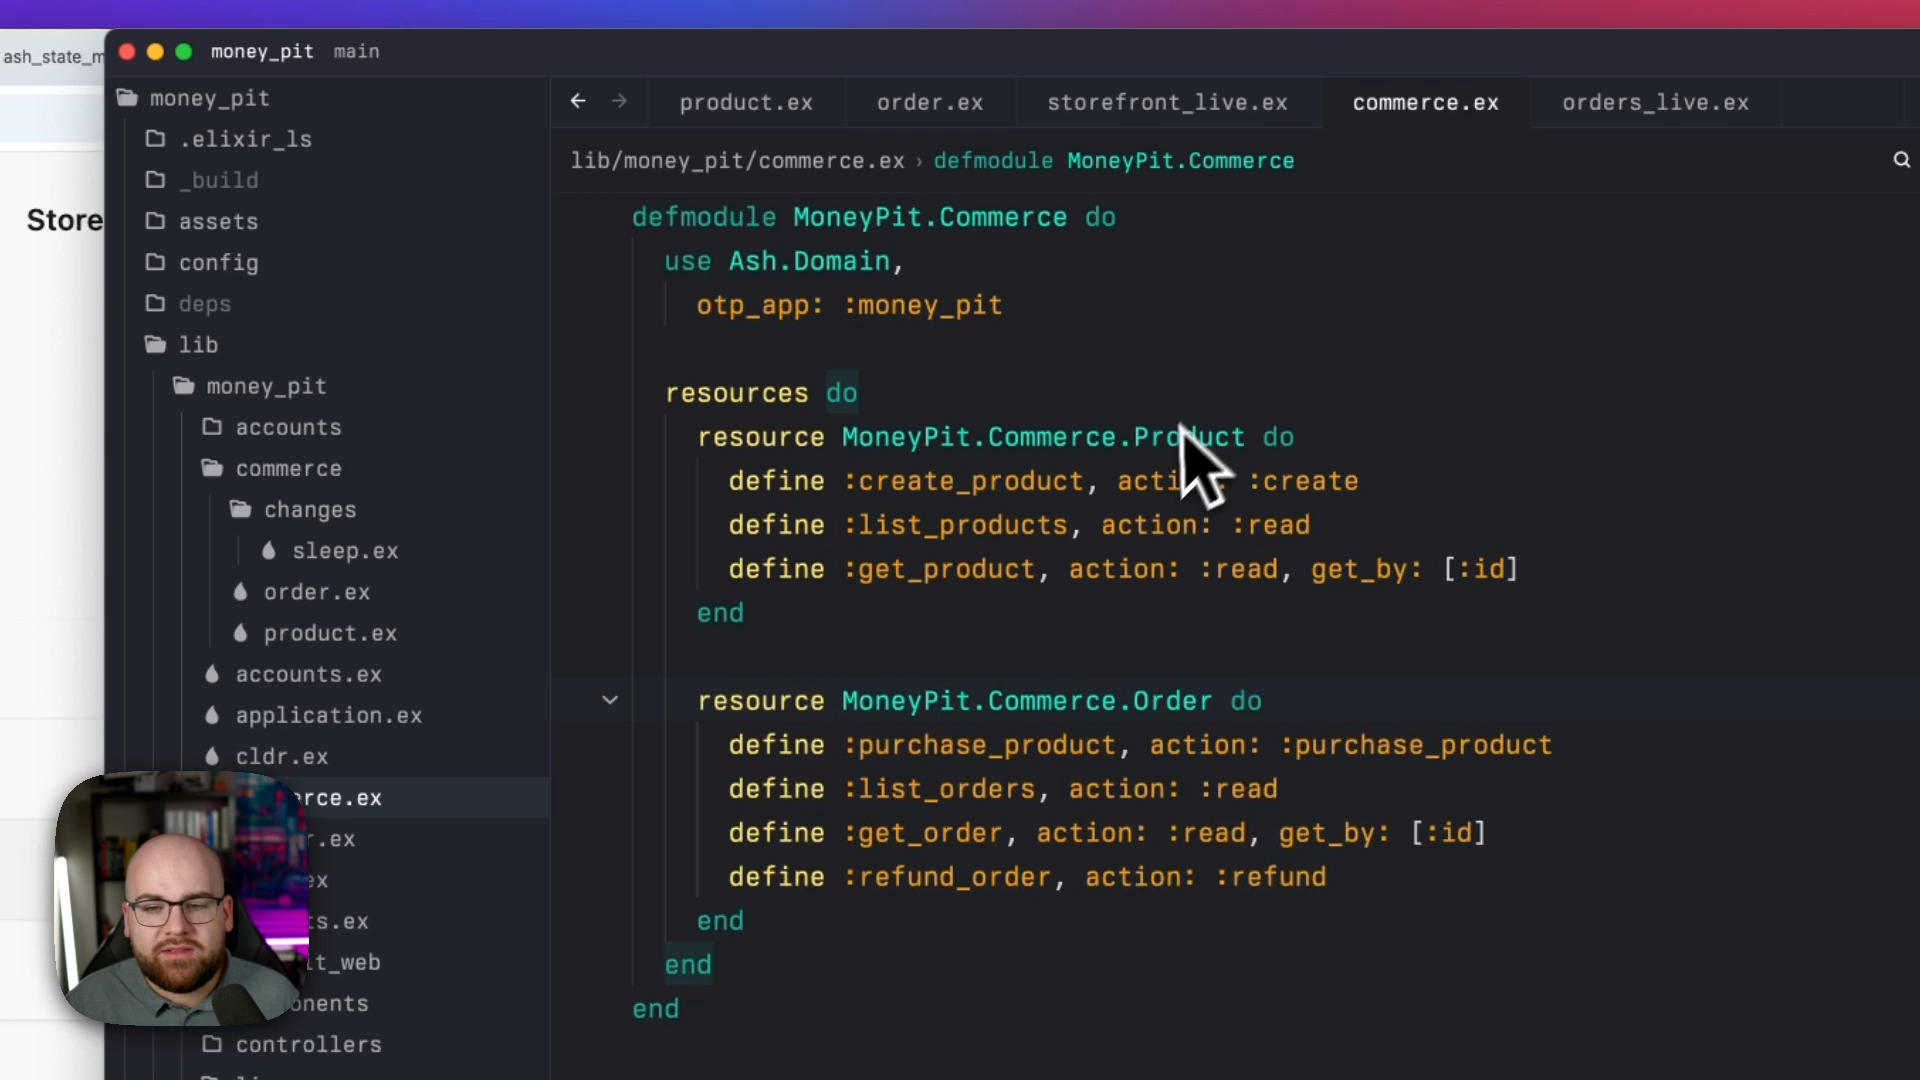 ash_state_m
money_pit main
money_pit
.elixir_ls
_build
assets
config
deps
lib
money_pit
accounts
commerce
changes
sleep.ex
order.ex
product.ex
accounts.ex
application.ex
cldr.ex
rce.ex
r.ex
ex
ts.ex
it_web
onents
controllers
Store
product.ex order.ex storefront_live.ex commerce.ex orders_live.ex
lib/money_pit/commerce.ex › defmodule MoneyPit.Commerce
defmodule MoneyPit.Commerce do
use Ash.Domain,
otp_app: :money_pit
resources do
resource MoneyPit.Commerce.Product do
define :create_product, acti : :create
define :list_products, action: :read
define :get_product, action: :read, get_by: [:id]
end
resource MoneyPit.Commerce.Order do
define :purchase_product, action: :purchase_product
define :list_orders, action: :read
define :get_order, action: :read, get_by: [:id]
define :refund_order, action: :refund
end
end
end